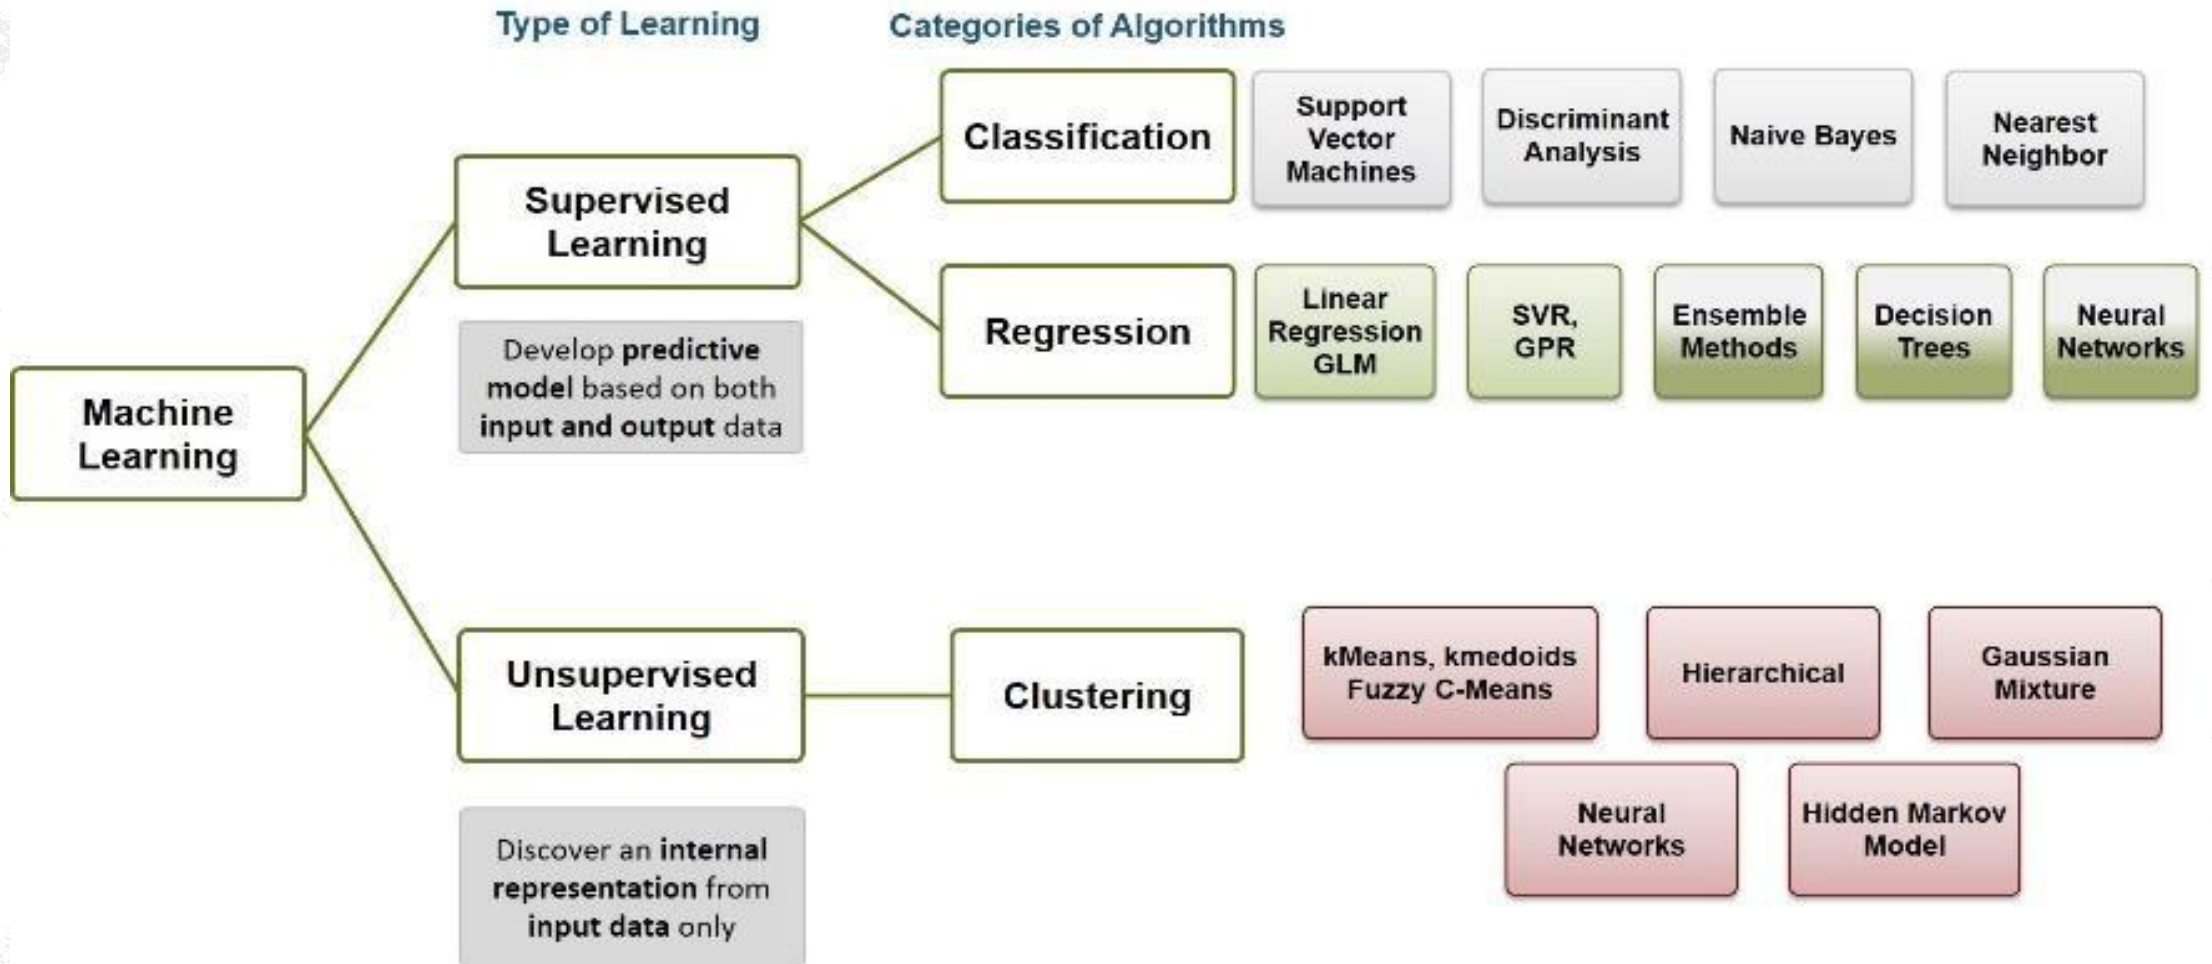 Type of Learning
Categories of Algorithms
Machine
Learning
Supervised
Learning
Develop predictive
model based on both
input and output data
Classification
Support
Vector
Machines
Discriminant
Analysis
Naive Bayes
Nearest
Neighbor
Regression
Linear
Regression
GLM
SVR,
GPR
Ensemble
Methods
Decision
Trees
Neural
Networks
Unsupervised
Learning
Discover an internal
representation from
input data only
Clustering
kMeans, kmedoids
Fuzzy C-Means
Hierarchical
Gaussian
Mixture
Neural
Networks
Hidden Markov
Model